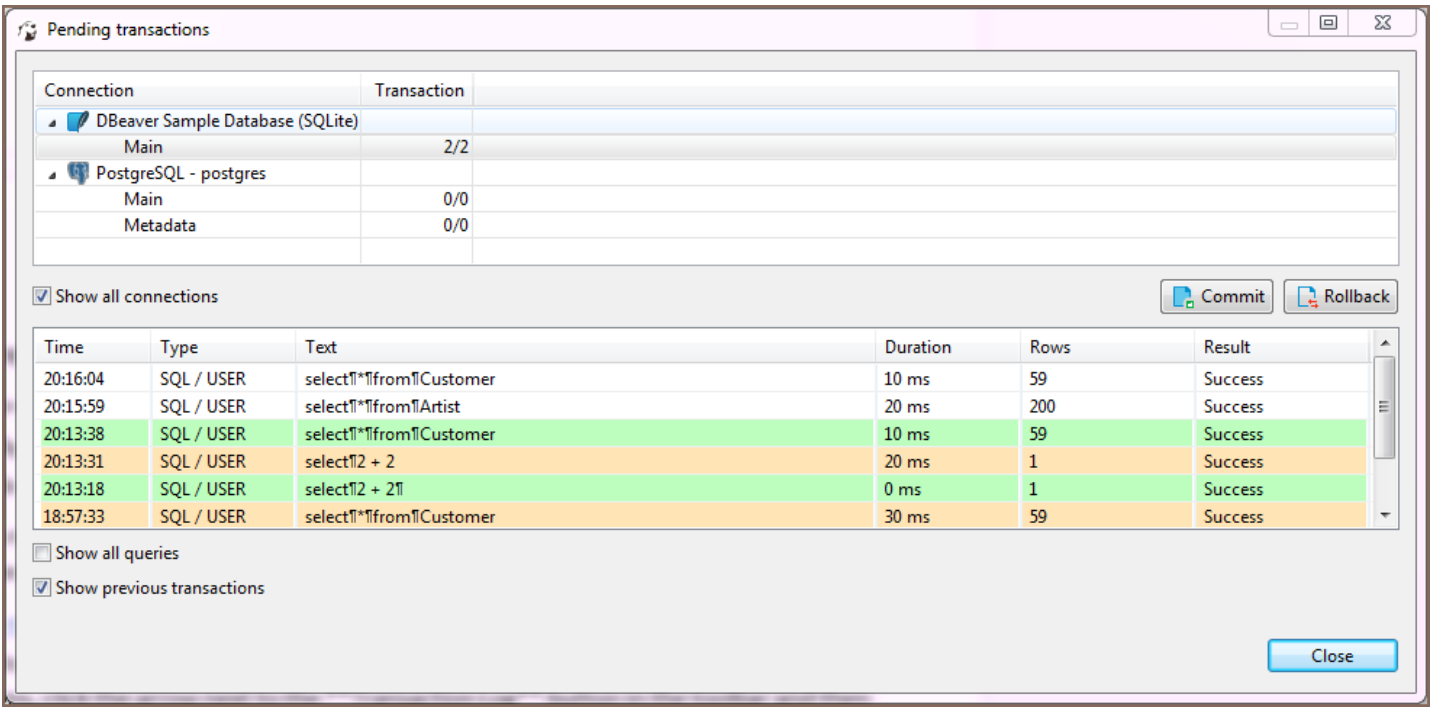 Pending transactions
Connection Transaction
DBeaver Sample Database (SQLite)
Main 2/2
PostgreSQL - postgres
Main 0/0
Metadata 0/0
Show all connections Commit Rollback
Time Type Text Duration Rows Result
20:16:04 SQL / USER select¶*¶from¶Customer 10 ms 59 Success
20:15:59 SQL / USER select¶*¶from¶Artist 20 ms 200 Success
20:13:38 SQL / USER select¶*¶from¶Customer 10 ms 59 Success
20:13:31 SQL / USER select¶2 + 2 20 ms 1 Success
20:13:18 SQL / USER select¶2 + 2¶ 0 ms 1 Success
18:57:33 SQL / USER select¶*¶from¶Customer 30 ms 59 Success
Show all queries
Show previous transactions
Close